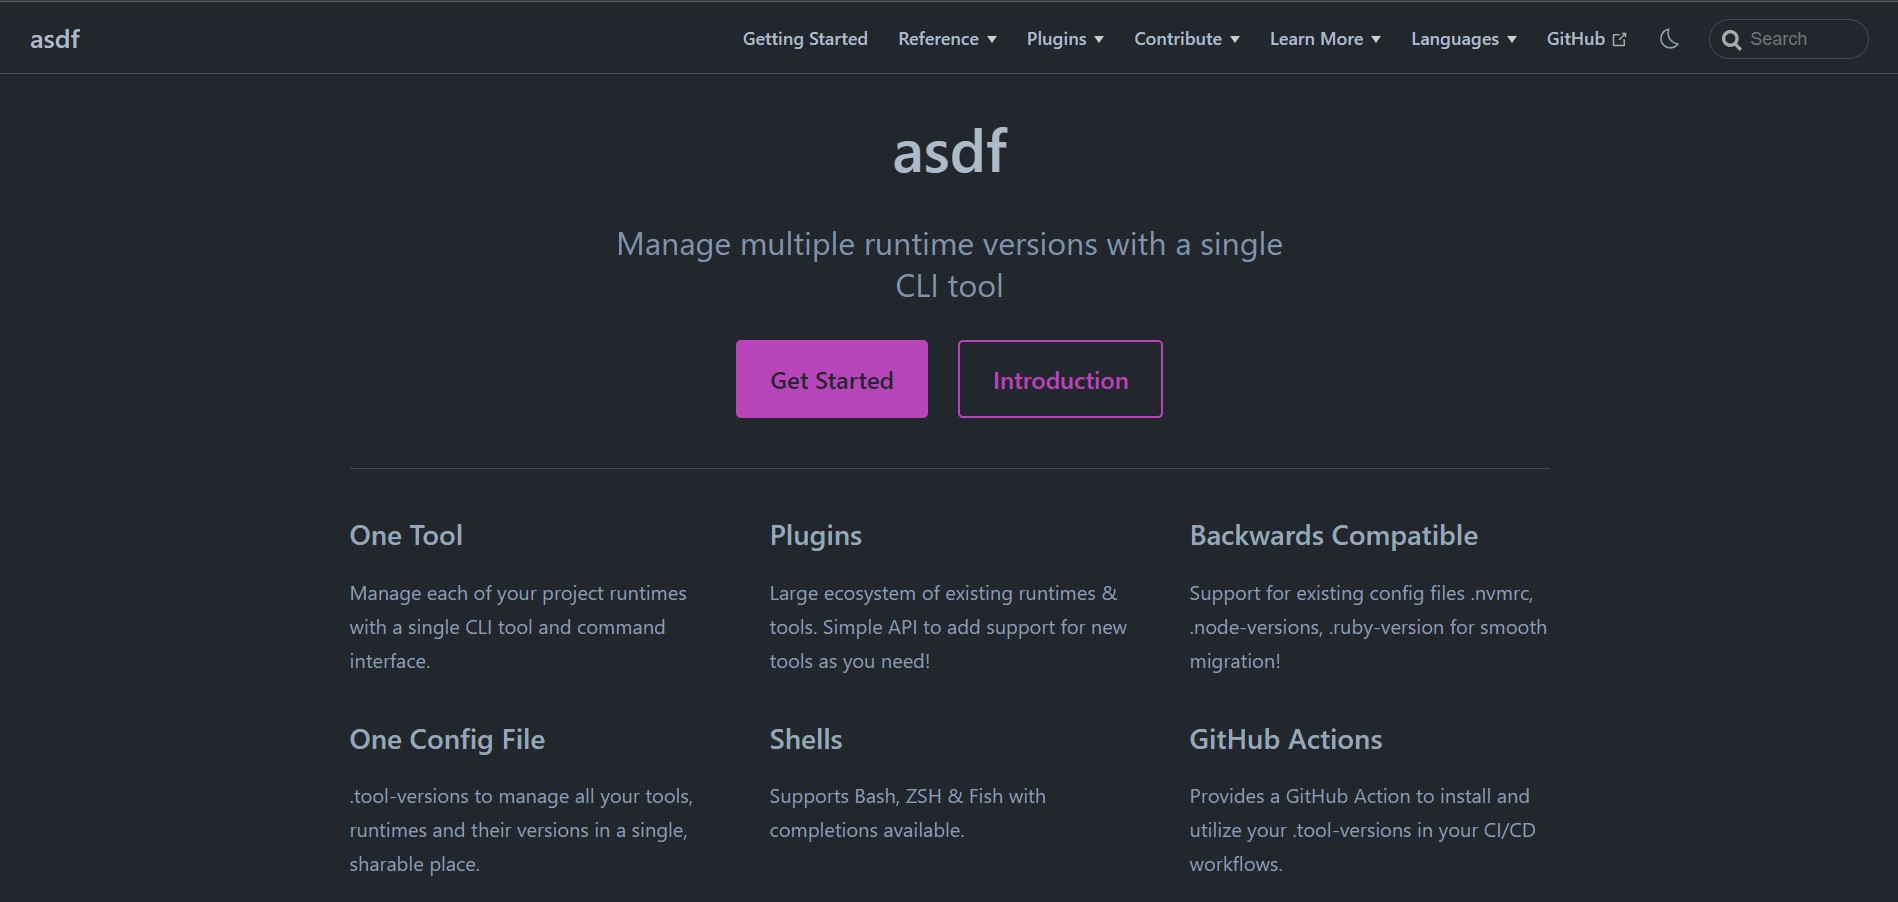 asdf
Getting Started
Reference
Plugins
Contribute
Learn More
Languages
GitHub
Search
asdf
Manage multiple runtime versions with a single
CLI tool
Get Started
Introduction
One Tool
Manage each of your project runtimes
with a single CLI tool and command
interface.
Plugins
Large ecosystem of existing runtimes &
tools. Simple API to add support for new
tools as you need!
Backwards Compatible
Support for existing config files .nvmrc,
.node-versions, .ruby-version for smooth
migration!
One Config File
.tool-versions to manage all your tools,
runtimes and their versions in a single,
sharable place.
Shells
Supports Bash, ZSH & Fish with
completions available.
GitHub Actions
Provides a GitHub Action to install and
utilize your .tool-versions in your CI/CD
workflows.